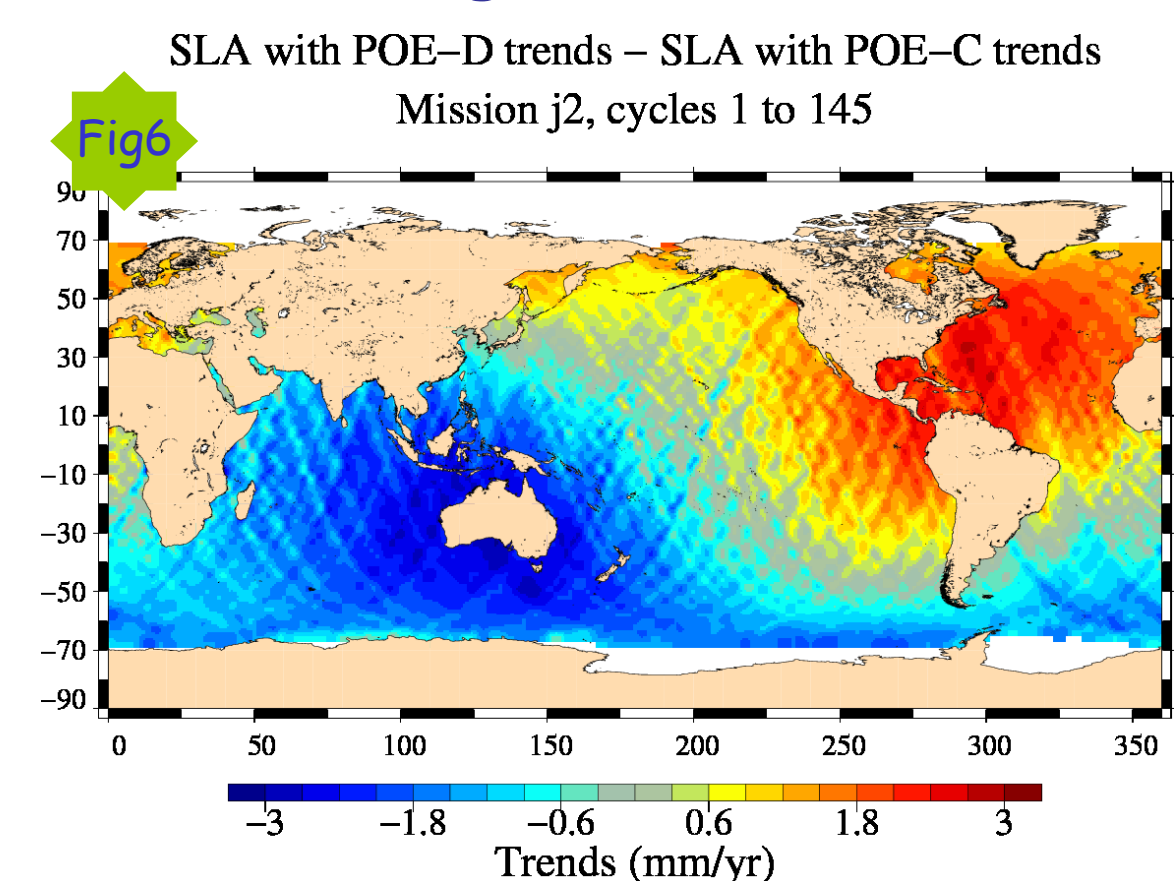 SLA with POE−D trends − SLA with POE−C trends
Mission j2, cycles 1 to 145
Fig6
90
70
50
30
10
−10
−30
−50
−70
−90
0 50 100 150 200 250 300 350
−3 −1.8 −0.6 0.6 1.8 3
Trends (mm/yr)